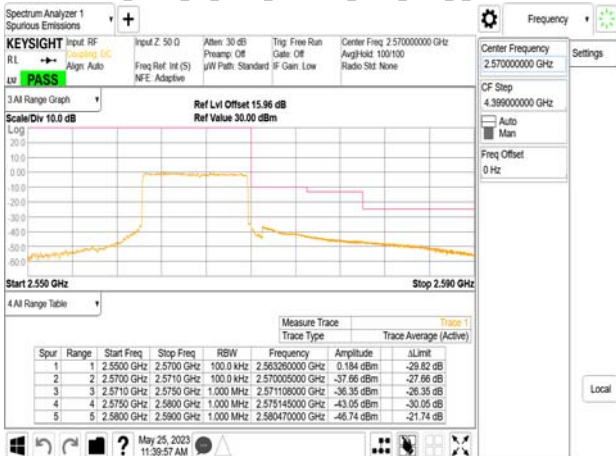 Spectrum Analyzer 1
Spurious Emissions
Frequency
KEYSIGHT Input: RF Input Z: 50 Ω Atten: 30 dB Trig: Free Run Center Freq: 2.570000000 GHz
RL Coupling: DC Preamp: Off Gate: Off Avg|Hold: 100/100
Align: Auto Freq Ref: Int (S) µW Path: Standard IF Gain: Low Radio Std: None
LV PASS NFE: Adaptive
Center Frequency
2.570000000 GHz
Settings
CF Step
4.399000000 GHz
Auto
Man
Freq Offset
0 Hz
Local
3 All Range Graph
Ref Lvl Offset 15.96 dB
Scale/Div 10.0 dB Ref Value 30.00 dBm
Log
20.0
10.0
0.00
-10.0
-20.0
-30.0
-40.0
-50.0
-60.0
Start 2.550 GHz Stop 2.590 GHz
4 All Range Table
Measure Trace Trace 1
Trace Type Trace Average (Active)
Spur Range Start Freq Stop Freq RBW Frequency Amplitude ΔLimit
1 1 2.5500 GHz 2.5700 GHz 100.0 kHz 2.563260000 GHz 0.184 dBm -29.82 dB
2 2 2.5700 GHz 2.5710 GHz 100.0 kHz 2.570005000 GHz -37.66 dBm -27.66 dB
3 3 2.5710 GHz 2.5750 GHz 1.000 MHz 2.571108000 GHz -36.35 dBm -26.35 dB
4 4 2.5750 GHz 2.5800 GHz 1.000 MHz 2.575145000 GHz -43.05 dBm -30.05 dB
5 5 2.5800 GHz 2.5900 GHz 1.000 MHz 2.580470000 GHz -46.74 dBm -21.74 dB
May 25, 2023
11:39:57 AM